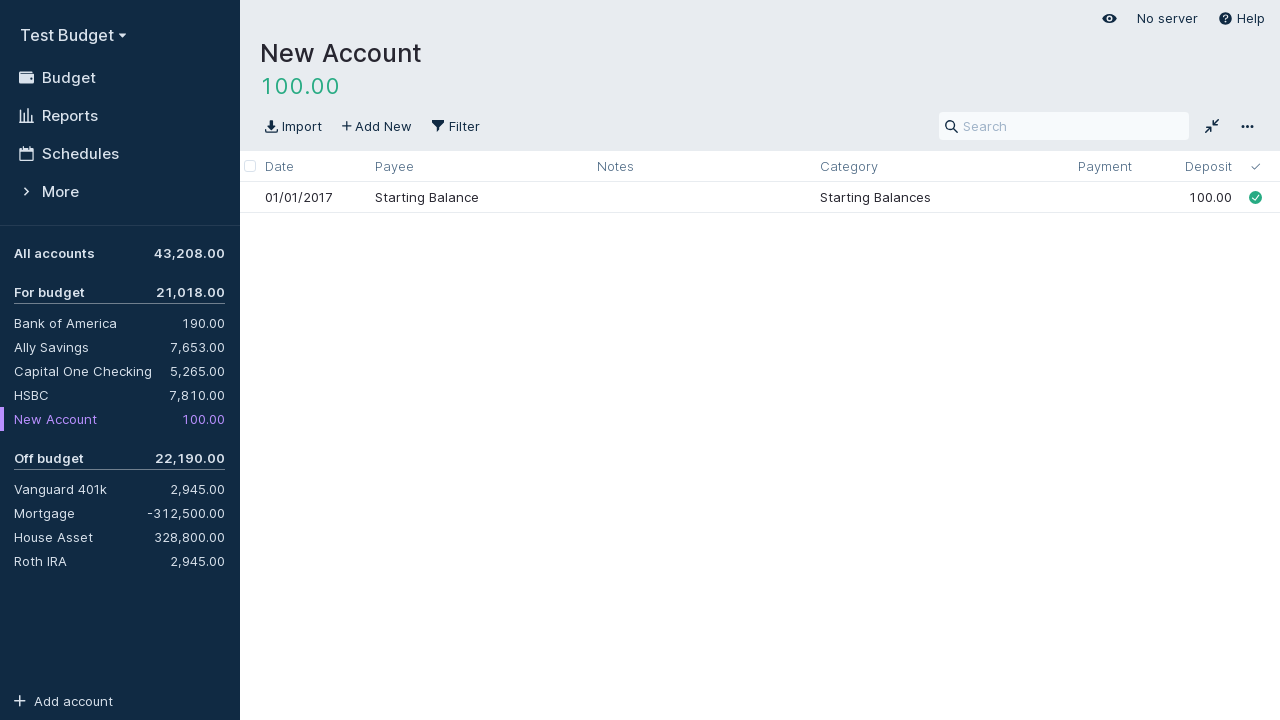 Test Budget
Budget
Reports
Schedules
More
All accounts 43,208.00
For budget 21,018.00
Bank of America 190.00
Ally Savings 7,653.00
Capital One Checking 5,265.00
HSBC 7,810.00
New Account 100.00
Off budget 22,190.00
Vanguard 401k 2,945.00
Mortgage -312,500.00
House Asset 328,800.00
Roth IRA 2,945.00
Add account
No server Help
New Account
100.00
Import Add New Filter Search
Date Payee Notes Category Payment Deposit
01/01/2017 Starting Balance Starting Balances 100.00